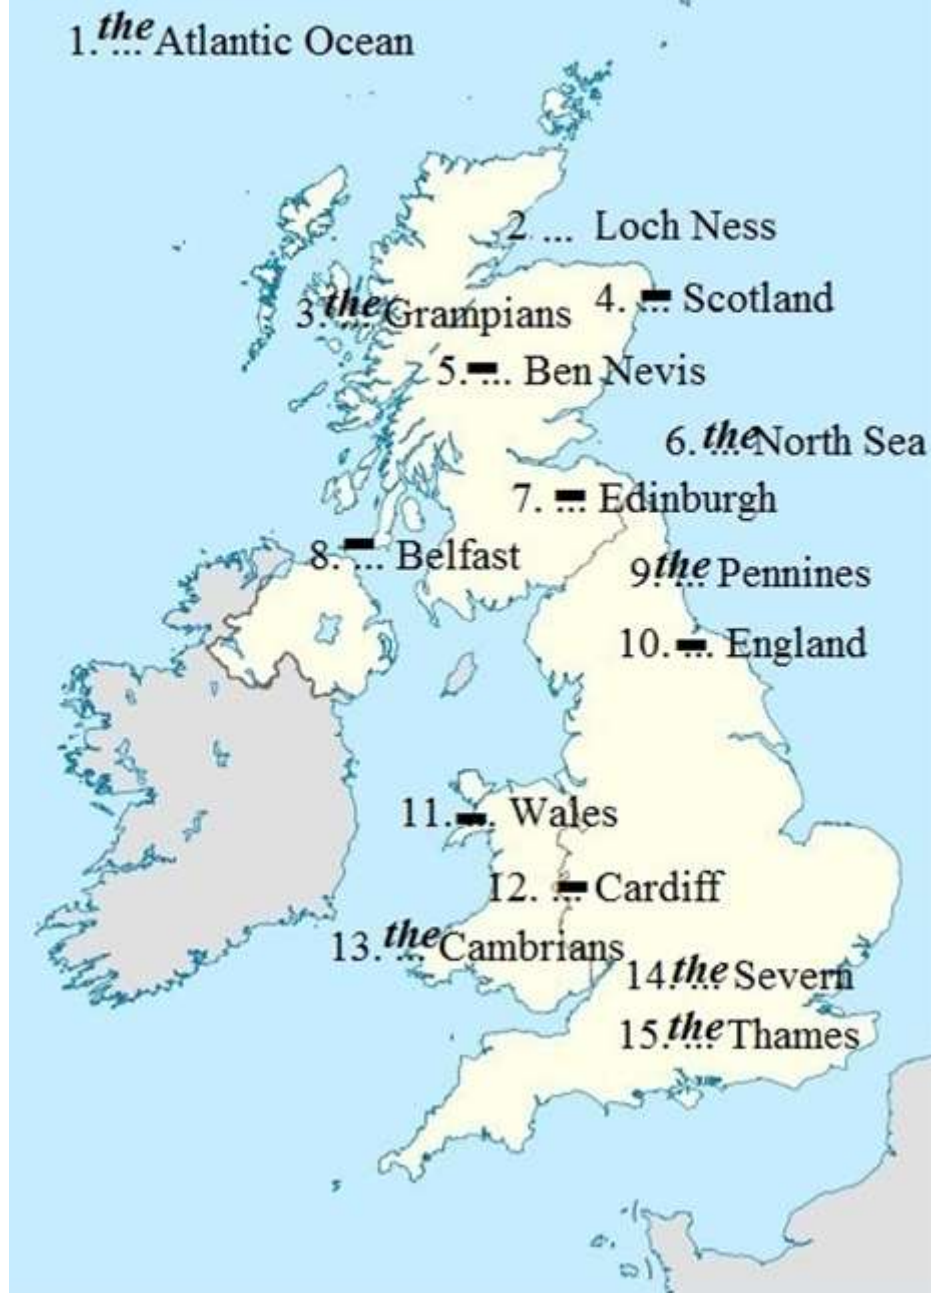 1. the ... Atlantic Ocean
2 ... Loch Ness
4. – ... Scotland
3. the ... Grampians
5. – ... Ben Nevis
6. the ... North Sea
7. – ... Edinburgh
8. – ... Belfast
9. the ... Pennines
10. – ... England
11. – ... Wales
12. – ... Cardiff
13. the ... Cambrians
14. the ... Severn
15. the ... Thames